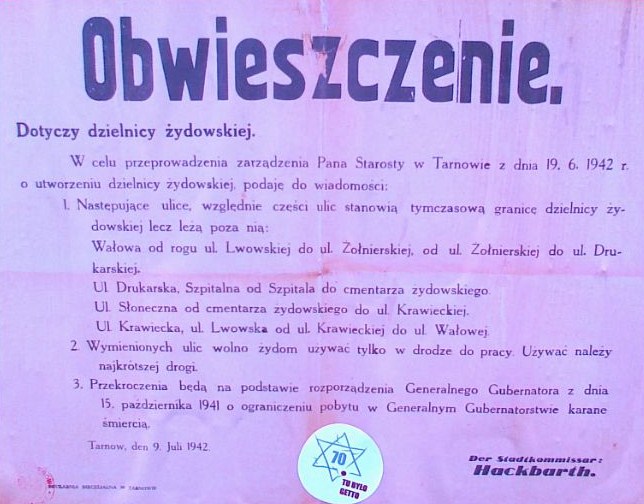 Obwieszczenie.
Dotyczy dzielnicy żydowskiej.
W celu przeprowadzenia zarządzenia Pana Starosty w Tarnowie z dnia 19. 6. 1942 r.
o utworzeniu dzielnicy żydowskiej, podaje do wiadomości:
1. Następujące ulice, względnie części ulic stanowią tymczasową granicę dzielnicy ży-
dowskiej lecz leżą poza nią:
Wałowa od rogu ul. Lwowskiej do ul. Żołnierskiej, od ul. Żołnierskiej do ul. Dru-
karskiej.
Ul. Drukarska, Szpitalna od Szpitala do cmentarza żydowskiego.
Ul. Słoneczna od cmentarza żydowskiego do ul. Krawieckiej.
Ul. Krawiecka, ul. Lwowska od ul. Krawieckiej do ul. Wałowej.
2. Wymienionych ulic wolno żydom używać tylko w drodze do pracy. Używać należy
najkrótszej drogi.
3. Przekroczenia będą na podstawie rozporządzenia Generalnego Gubernatora z dnia
15. października 1941 o ograniczeniu pobytu w Generalnym Gubernatorstwie karane
śmiercią.
Tarnow, den 9. Juli 1942.
Der Stadtkommissar:
Hackbarth.
70
TU BYŁO
GETTO
W TARNOWIE